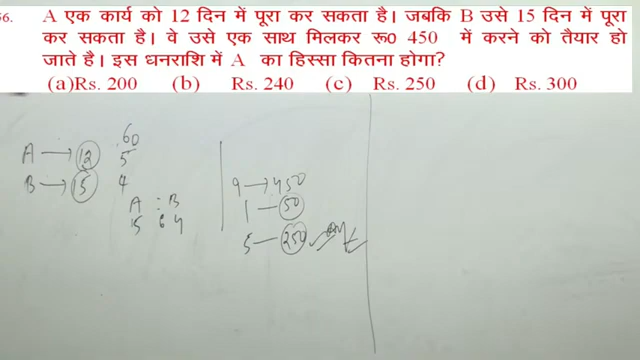 56. A एक कार्य को 12 दिन में पूरा कर सकता है। जबकि B उसे 15 दिन में पूरा
कर सकता है। वे उसे एक साथ मिलकर रू0 450 में करने को तैयार हो
जाते है। इस धनराशि में A का हिस्सा कितना होगा?
(a)Rs. 200 (b) Rs. 240 (c) Rs. 250 (d) Rs. 300
60
A → 12 5
B → 15 4
A : B
5 : 4
9 → 450
1 — 50
5 — 250